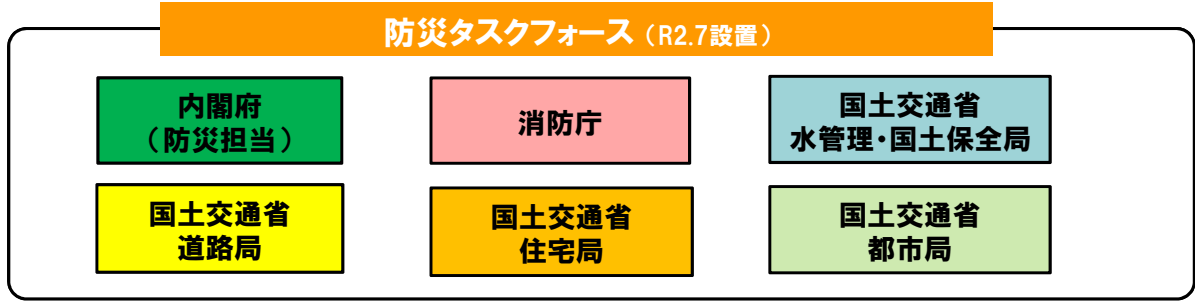 防災タスクフォース（R2.7設置）
内閣府
（防災担当）
消防庁
国土交通省
水管理・国土保全局
国土交通省
道路局
国土交通省
住宅局
国土交通省
都市局